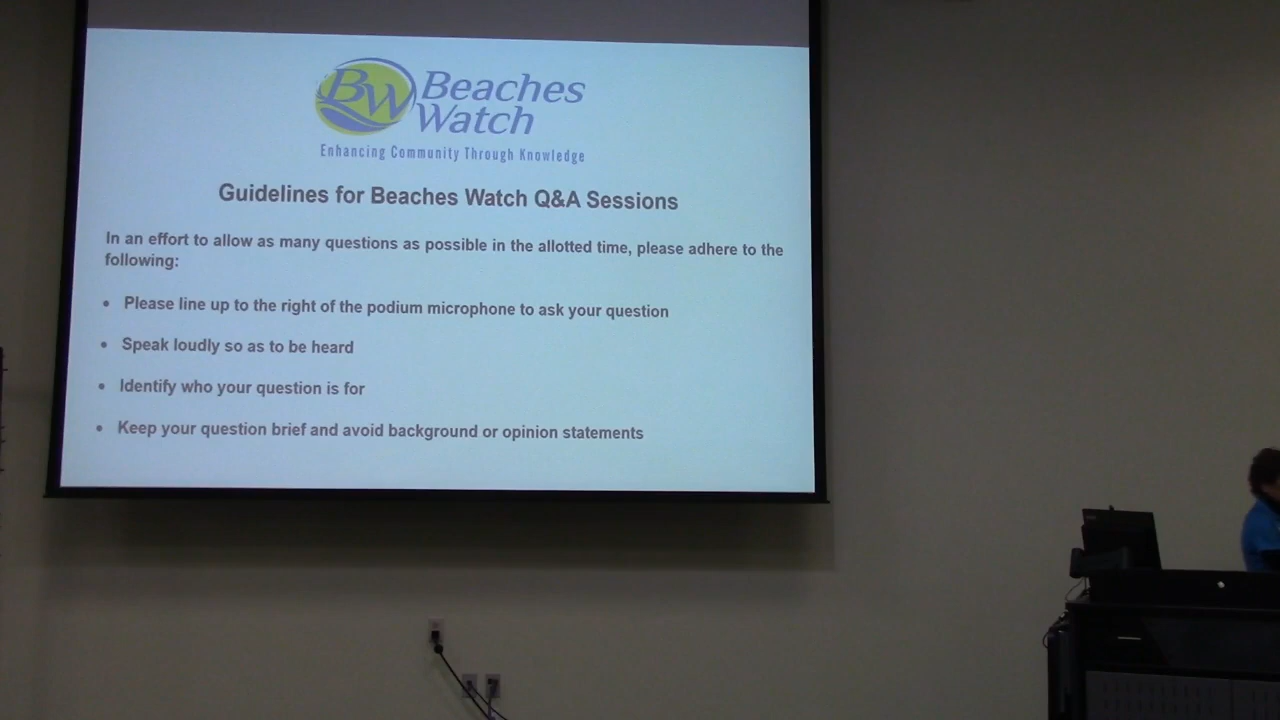 BW Beaches
Watch
Enhancing Community Through Knowledge
Guidelines for Beaches Watch Q&A Sessions
In an effort to allow as many questions as possible in the allotted time, please adhere to the
following:
• Please line up to the right of the podium microphone to ask your question
• Speak loudly so as to be heard
• Identify who your question is for
• Keep your question brief and avoid background or opinion statements